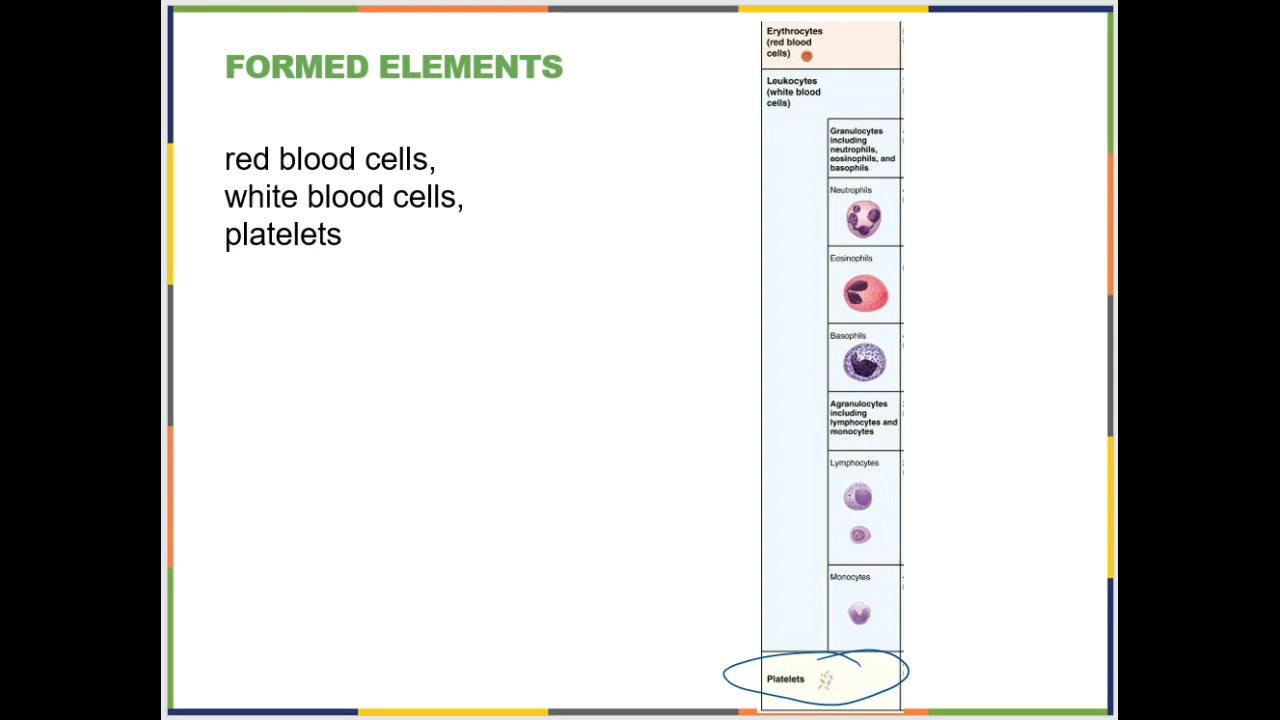 FORMED ELEMENTS
red blood cells,
white blood cells,
platelets
Erythrocytes
(red blood
cells)
Leukocytes
(white blood
cells)
Granulocytes
including
neutrophils,
eosinophils, and
basophils
Neutrophils
Eosinophils
Basophils
Agranulocytes
including
lymphocytes and
monocytes
Lymphocytes
Monocytes
Platelets